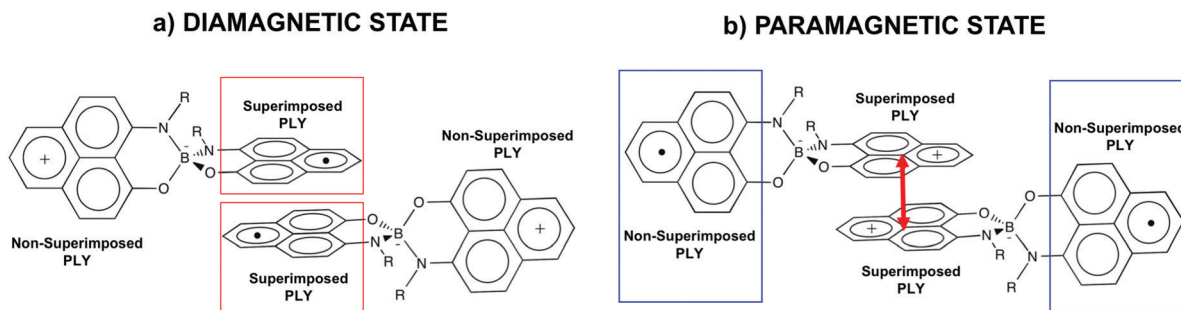 a) DIAMAGNETIC STATE
Superimposed
PLY
R
N
R
N
+
B
-
O
O
•
Non-Superimposed
PLY
Non-Superimposed
PLY
O
O
B
-
•
N
R
N
R
+
Superimposed
PLY
b) PARAMAGNETIC STATE
R
N
R
N
•
B
-
O
O
+
Superimposed
PLY
Non-Superimposed
PLY
Non-Superimposed
PLY
O
O
B
-
+
N
R
N
R
•
Superimposed
PLY